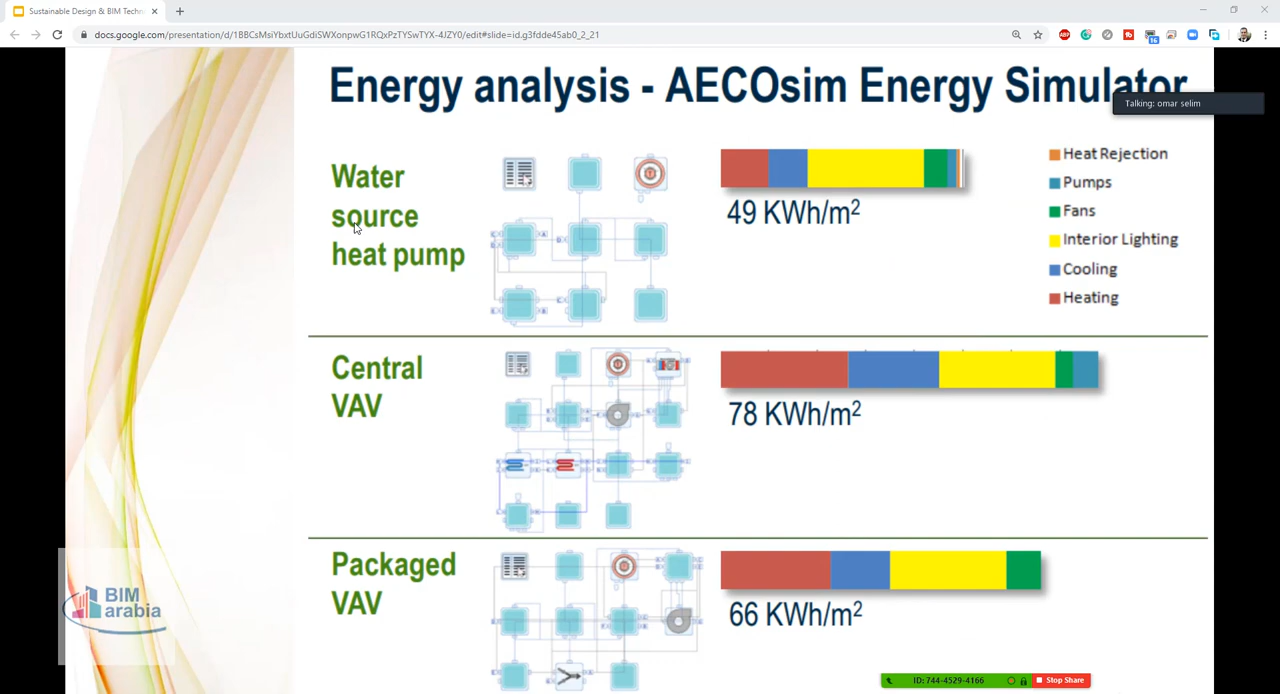 Sustainable Design & BIM Techn
docs.google.com/presentation/d/1BBCsMsiYbxtUuGdiSWXonpwG1RQxPzTYSwTYX-4JZY0/edit#slide=id.g3fdde45ab0_2_21
ABP
16
Energy analysis - AECOsim Energy Simulator
Talking: omar selim
Water
source
heat pump
49 KWh/m²
Heat Rejection
Pumps
Fans
Interior Lighting
Cooling
Heating
Central
VAV
78 KWh/m²
Packaged
VAV
66 KWh/m²
BIM
arabia
ID: 744-4529-4166
Stop Share